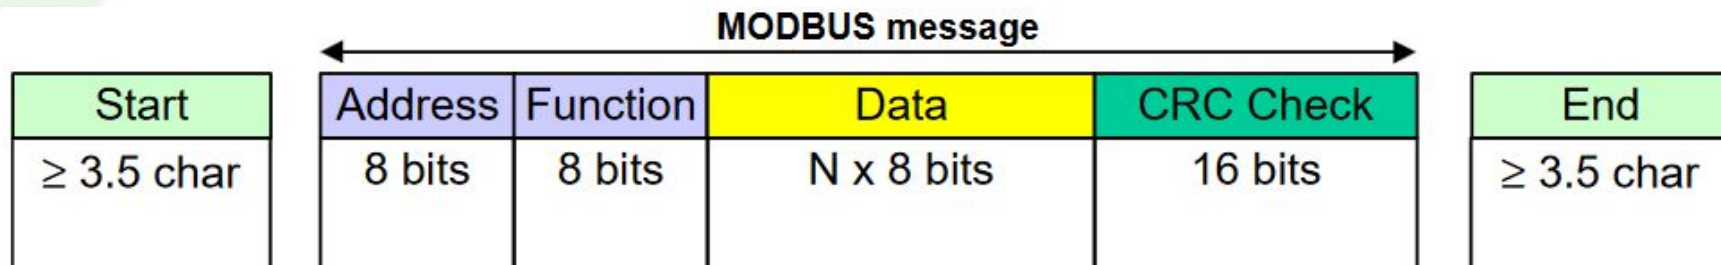 MODBUS message
Start Address Function Data CRC Check End
≥ 3.5 char 8 bits 8 bits N x 8 bits 16 bits ≥ 3.5 char